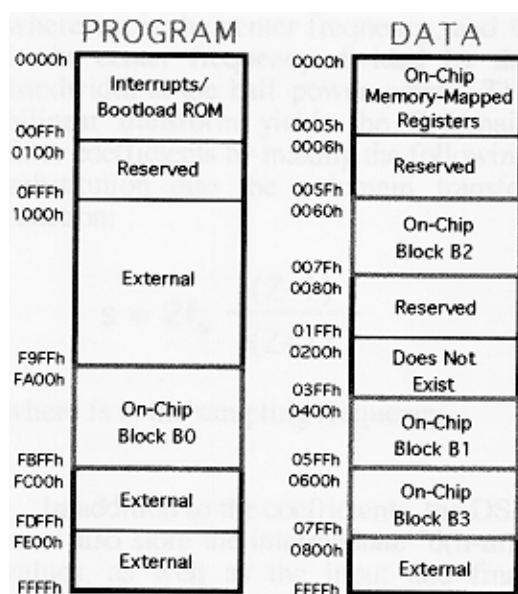 PROGRAM
0000h
Interrupts/
Bootload ROM
00FFh
0100h
Reserved
0FFFh
1000h
External
F9FFh
FA00h
On-Chip
Block B0
FBFFh
FC00h
External
FDFFh
FE00h
External
FFFFh
DATA
0000h
On-Chip
Memory-Mapped
Registers
0005h
0006h
Reserved
005Fh
0060h
On-Chip
Block B2
007Fh
0080h
Reserved
01FFh
0200h
Does Not
Exist
03FFh
0400h
On-Chip
Block B1
05FFh
0600h
On-Chip
Block B3
07FFh
0800h
External
FFFFh